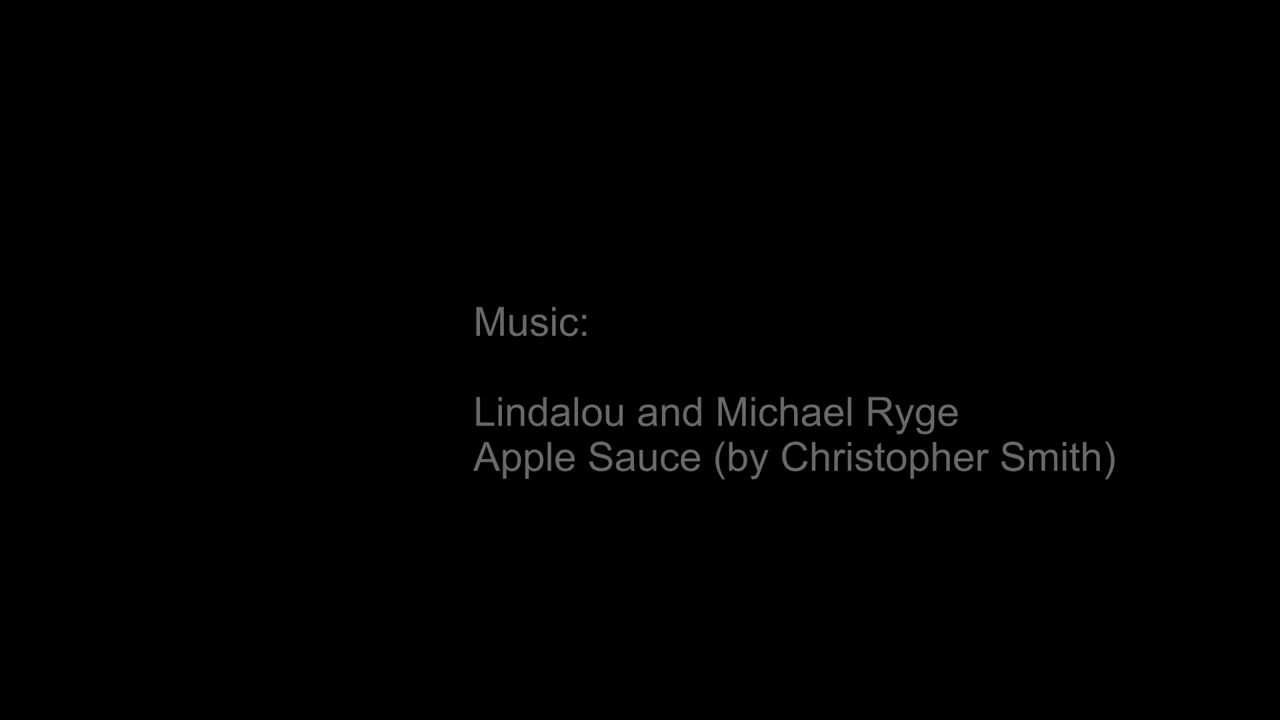 Music:
Lindalou and Michael Ryge
Apple Sauce (by Christopher Smith)